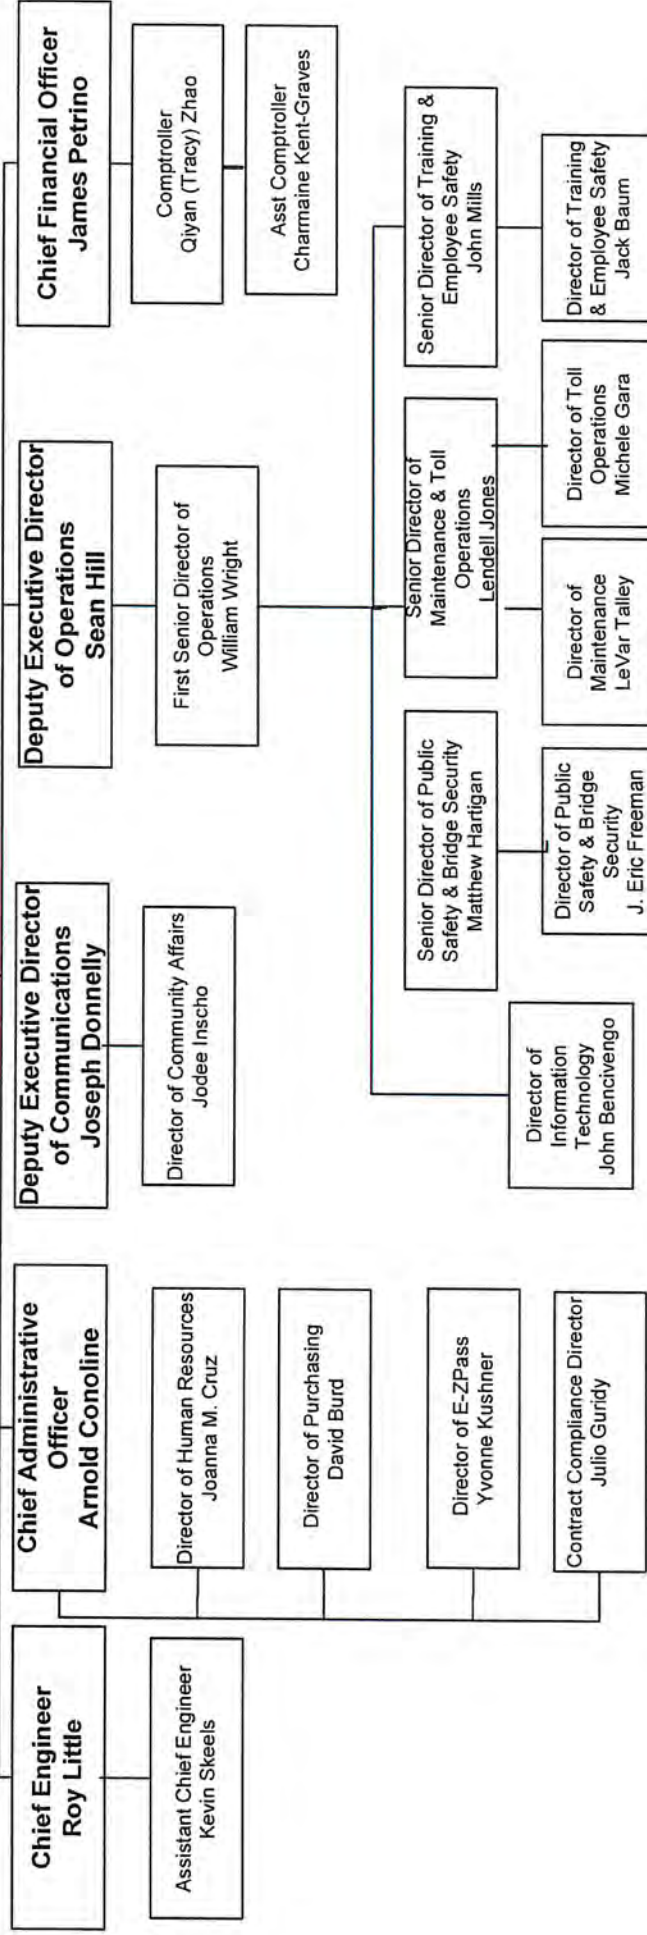 Chief Engineer
Roy Little
Assistant Chief Engineer
Kevin Skeels
Chief Administrative
Officer
Arnold Conoline
Director of Human Resources
Joanna M. Cruz
Director of Purchasing
David Burd
Director of E-ZPass
Yvonne Kushner
Contract Compliance Director
Julio Guridy
Deputy Executive Director
of Communications
Joseph Donnelly
Director of Community Affairs
Jodee Inscho
Deputy Executive Director
of Operations
Sean Hill
First Senior Director of
Operations
William Wright
Director of
Information
Technology
John Bencivengo
Senior Director of Public
Safety & Bridge Security
Matthew Hartigan
Director of Public
Safety & Bridge
Security
J. Eric Freeman
Senior Director of
Maintenance & Toll
Operations
Lendell Jones
Director of
Maintenance
LeVar Talley
Director of Toll
Operations
Michele Gara
Senior Director of Training &
Employee Safety
John Mills
Director of Training
& Employee Safety
Jack Baum
Chief Financial Officer
James Petrino
Comptroller
Qiyan (Tracy) Zhao
Asst Comptroller
Charmaine Kent-Graves